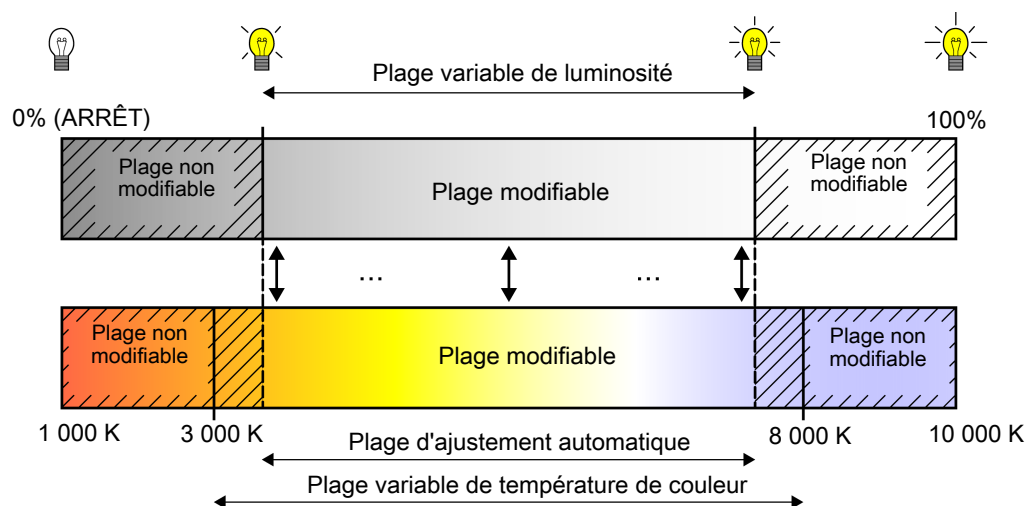 Plage variable de luminosité
0% (ARRÊT)
100%
Plage non
modifiable
Plage modifiable
Plage non
modifiable
...
...
Plage non
modifiable
Plage modifiable
Plage non
modifiable
1 000 K
3 000 K
8 000 K
10 000 K
Plage d'ajustement automatique
Plage variable de température de couleur